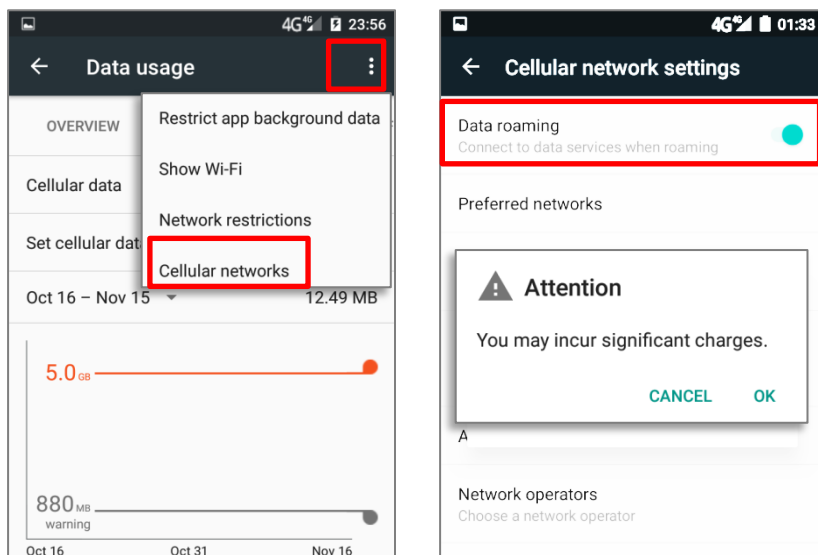 4G 4G 23:56
Data usage
OVERVIEW
Restrict app background data
Show Wi-Fi
Cellular data
Network restrictions
Set cellular dat
Cellular networks
Oct 16 – Nov 15 12.49 MB
5.0 GB
880 MB
warning
Oct 16 Oct 31 Nov 16
4G 4G 01:33
Cellular network settings
Data roaming
Connect to data services when roaming
Preferred networks
Attention
You may incur significant charges.
CANCEL OK
A
Network operators
Choose a network operator